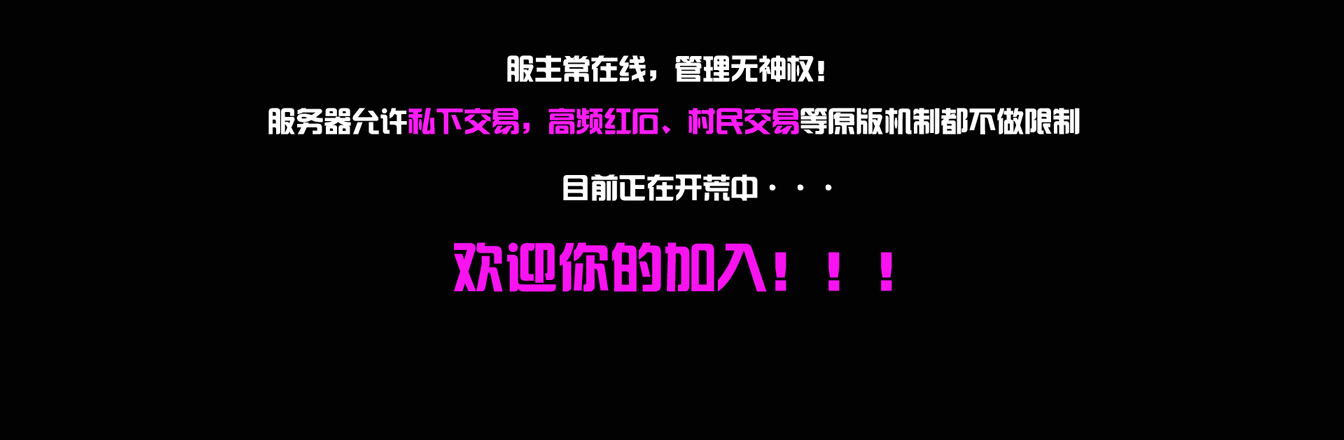 服主常在线，管理无神权！
服务器允许私下交易，高频红石、村民交易等原版机制都不做限制
目前正在开荒中···
欢迎你的加入！！！